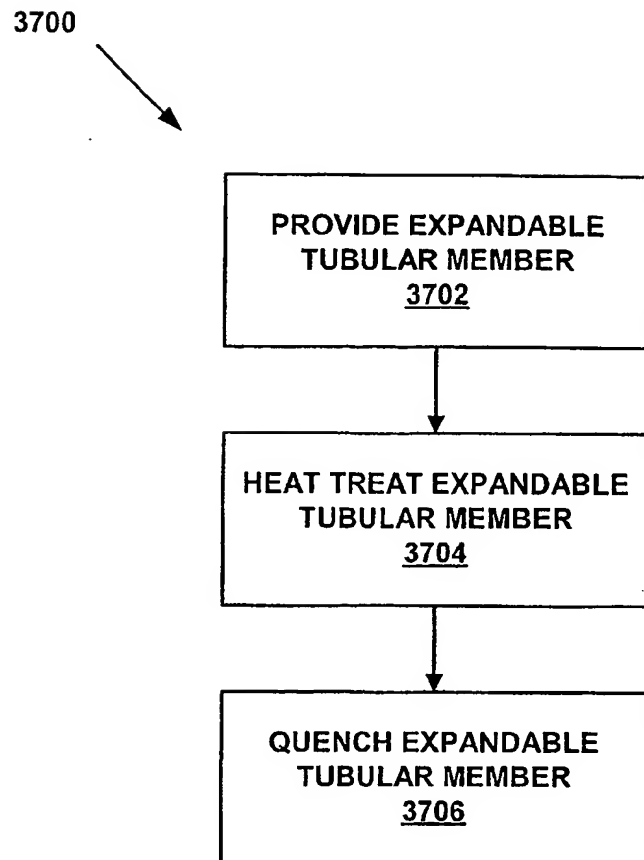 3700
PROVIDE EXPANDABLE
TUBULAR MEMBER
3702
HEAT TREAT EXPANDABLE
TUBULAR MEMBER
3704
QUENCH EXPANDABLE
TUBULAR MEMBER
3706